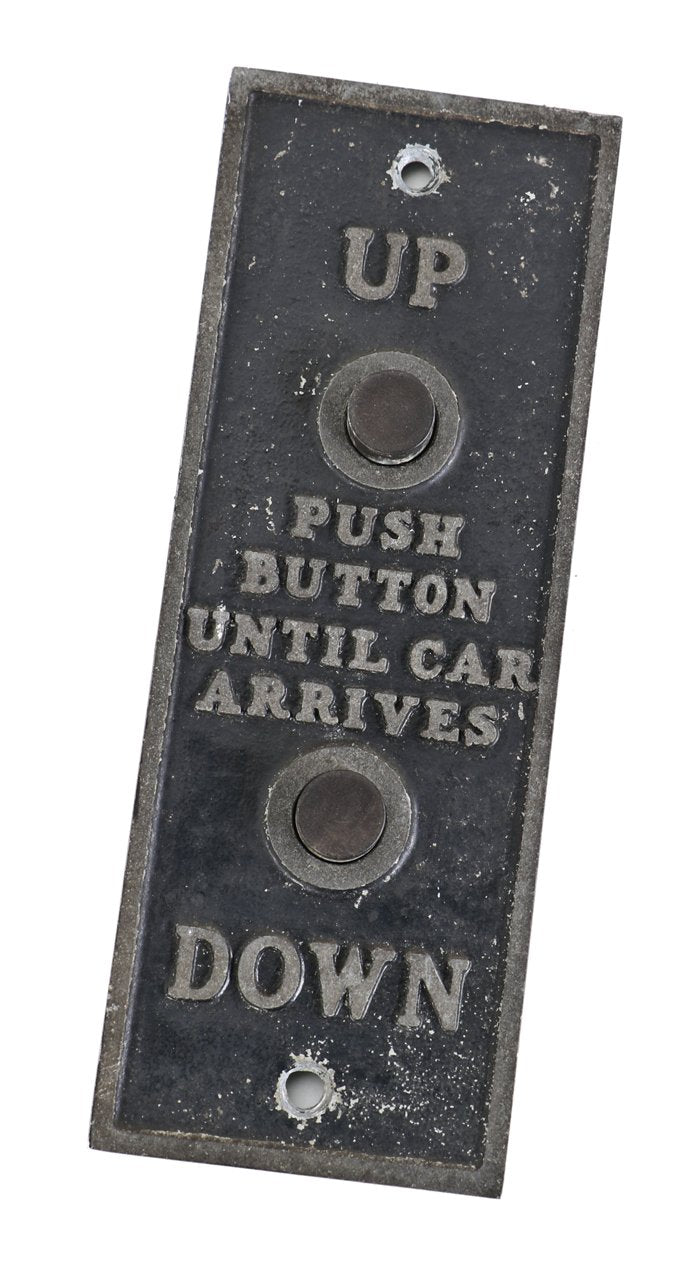 UP
PUSH
BUTTON
UNTIL CAR
ARRIVES
DOWN